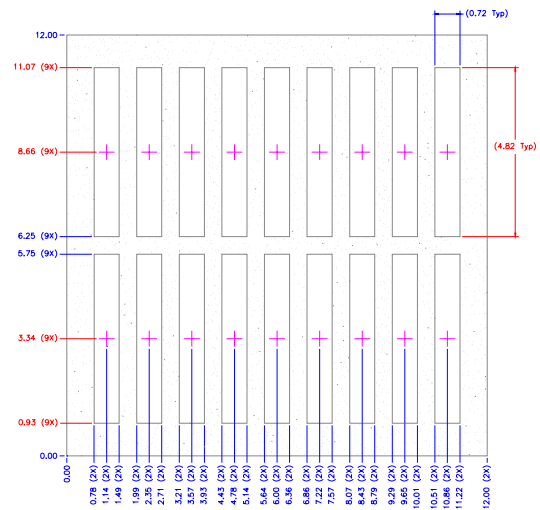 (0.72 Typ)
12.00
11.07 (9X)
(4.82 Typ)
8.66 (9X)
6.25 (9X)
5.75 (9X)
3.34 (9X)
0.93 (9X)
0.00
0.00
0.78 (2X)
1.14 (2X)
1.49 (2X)
1.99 (2X)
2.35 (2X)
2.71 (2X)
3.21 (2X)
3.57 (2X)
3.93 (2X)
4.43 (2X)
4.78 (2X)
5.14 (2X)
5.64 (2X)
6.00 (2X)
6.36 (2X)
6.86 (2X)
7.22 (2X)
7.57 (2X)
8.07 (2X)
8.43 (2X)
8.79 (2X)
9.29 (2X)
9.65 (2X)
10.01 (2X)
10.51 (2X)
10.86 (2X)
11.22 (2X)
12.00 (2X)